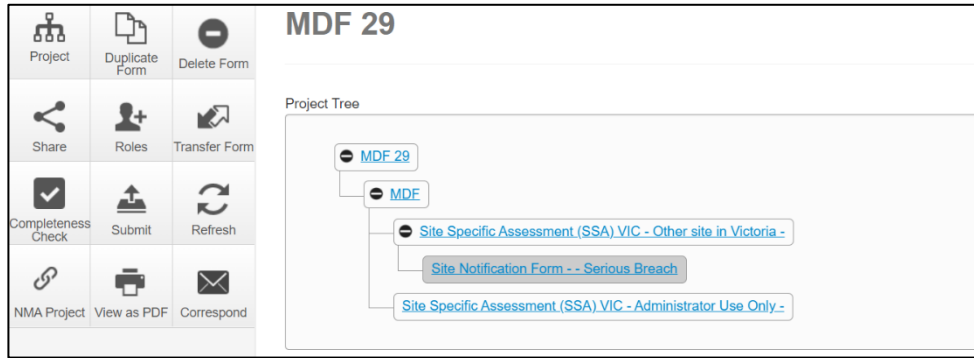 MDF 29
Project
Duplicate
Form
Delete Form
Share
Roles
Transfer Form
Completeness
Check
Submit
Refresh
NMA Project
View as PDF
Correspond
Project Tree
MDF 29
MDF
Site Specific Assessment (SSA) VIC - Other site in Victoria -
Site Notification Form - - Serious Breach
Site Specific Assessment (SSA) VIC - Administrator Use Only -